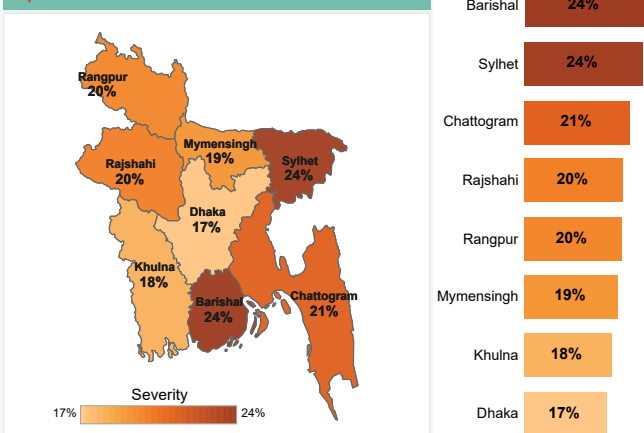 Rangpur
20%
Rajshahi
20%
Mymensingh
19%
Sylhet
24%
Dhaka
17%
Khulna
18%
Barishal
24%
Chattogram
21%
Severity
17%
24%
Barishal
24%
Sylhet
24%
Chattogram
21%
Rajshahi
20%
Rangpur
20%
Mymensingh
19%
Khulna
18%
Dhaka
17%